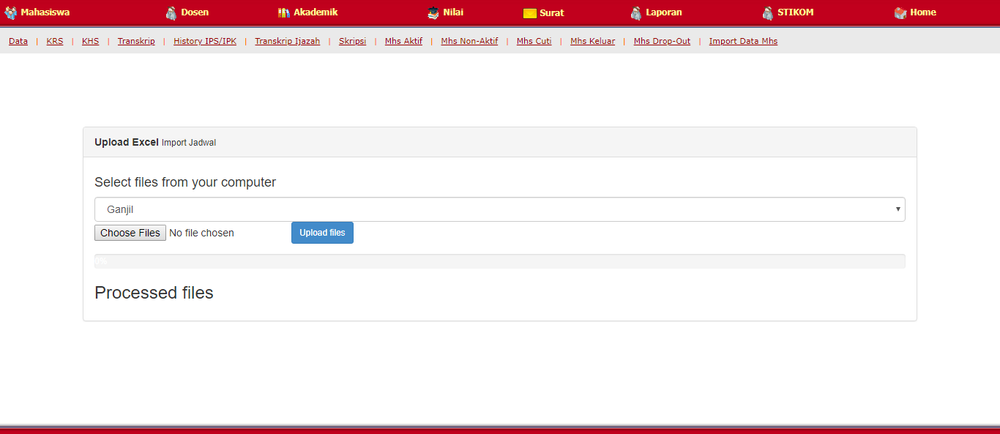 Mahasiswa Dosen Akademik Nilai Surat Laporan STIKOM Home
Data | KRS | KHS | Transkrip | History IPS/IPK | Transkrip Ijazah | Skripsi | Mhs Aktif | Mhs Non-Aktif | Mhs Cuti | Mhs Keluar | Mhs Drop-Out | Import Data Mhs
Upload Excel Import Jadwal
Select files from your computer
Ganjil
Choose Files No file chosen Upload files
0%
Processed files